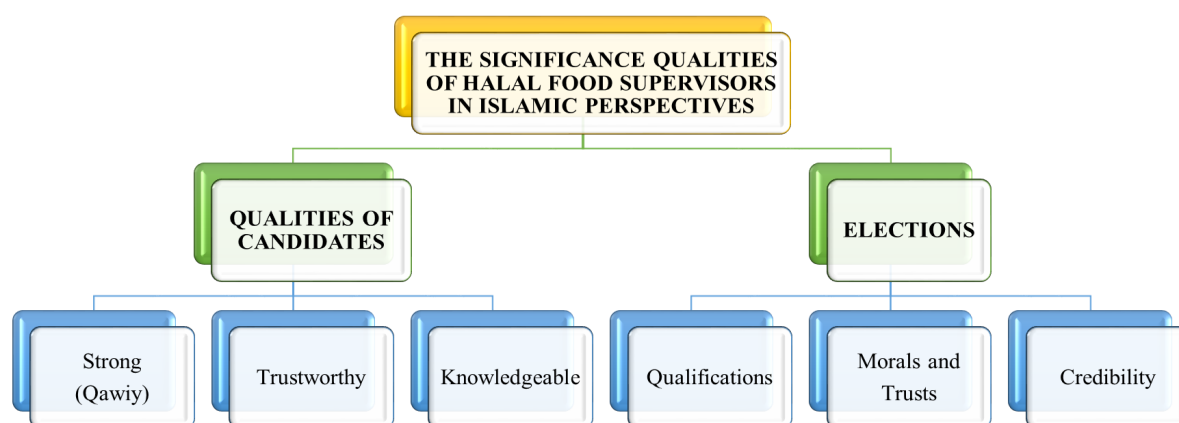 THE SIGNIFICANCE QUALITIES
OF HALAL FOOD SUPERVISORS
IN ISLAMIC PERSPECTIVES
QUALITIES OF
CANDIDATES
ELECTIONS
Strong
(Qawiy)
Trustworthy
Knowledgeable
Qualifications
Morals and
Trusts
Credibility